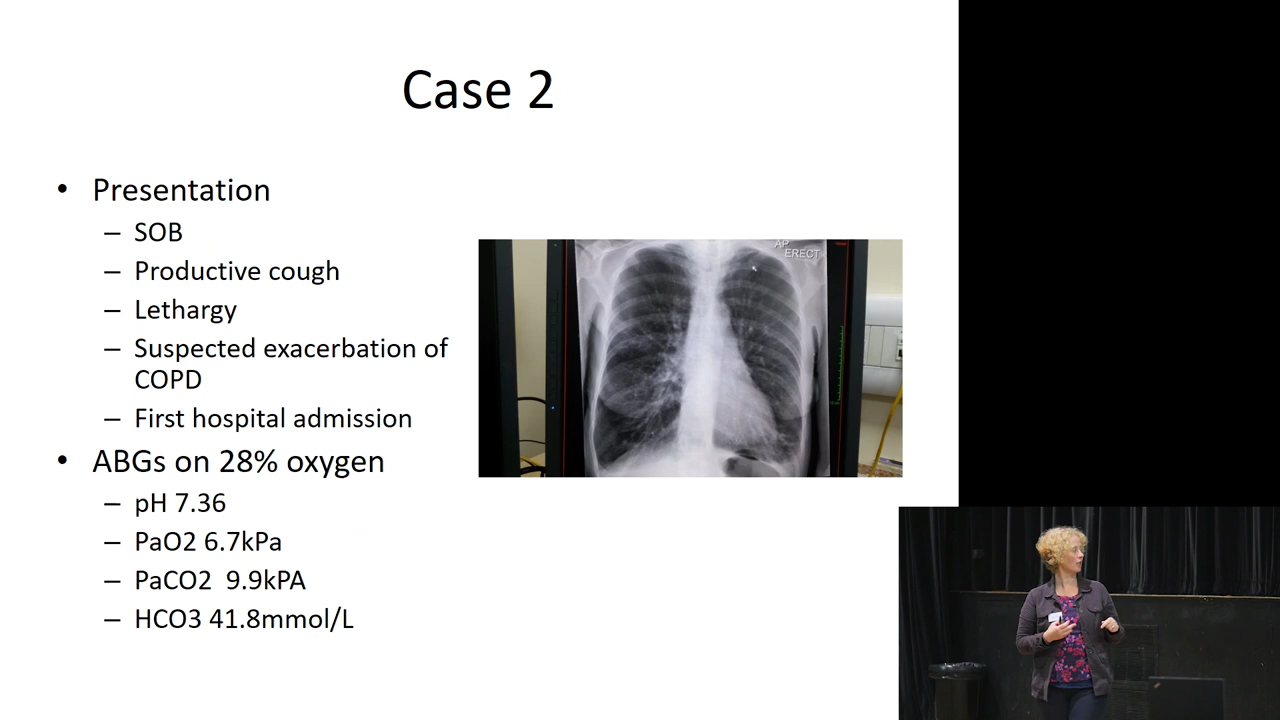 Case 2
• Presentation
– SOB
– Productive cough
– Lethargy
– Suspected exacerbation of
COPD
– First hospital admission
• ABGs on 28% oxygen
– pH 7.36
– PaO2 6.7kPa
– PaCO2  9.9kPA
– HCO3 41.8mmol/L
AP
ERECT